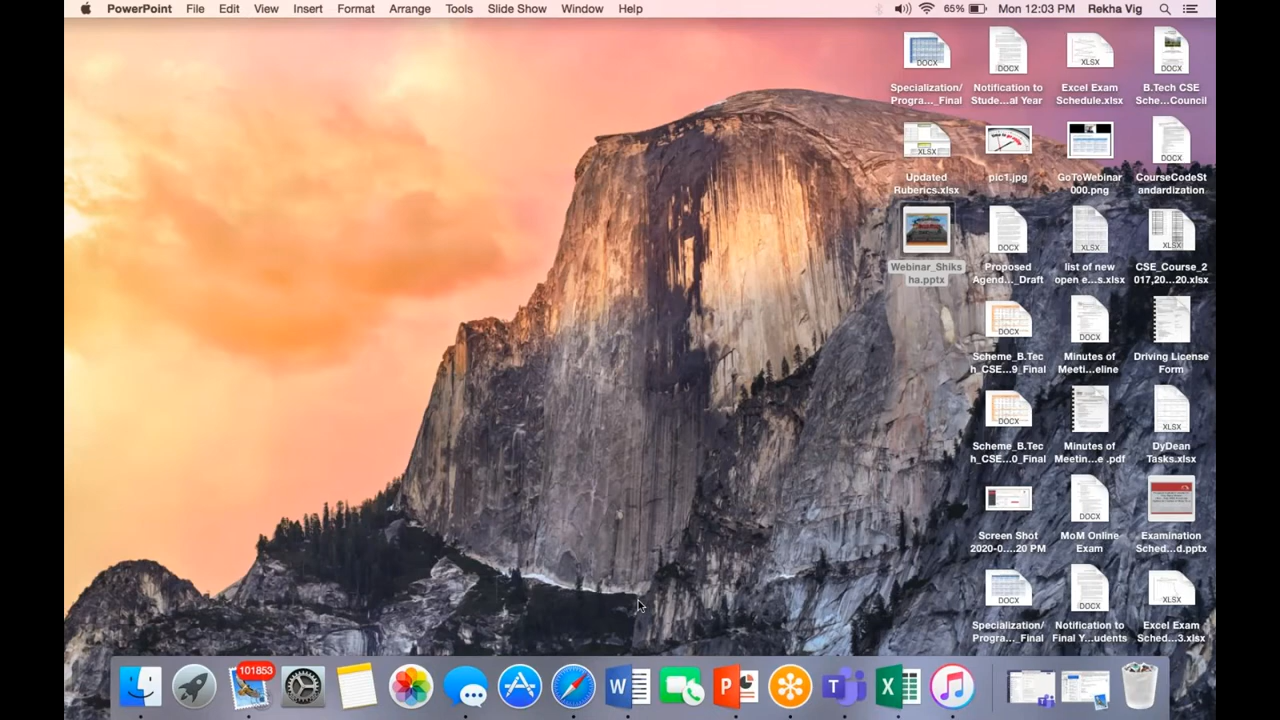 PowerPoint File Edit View Insert Format Arrange Tools Slide Show Window Help 65% Mon 12:03 PM Rekha Vig
DOCX DOCX XLSX DOCX
Specialization/ Notification to Excel Exam B.Tech CSE
Progra..._Final Stude...al Year Schedule.xlsx Sche...Council
XLSX DOCX
Updated pic1.jpg GoToWebinar CourseCodeSt
Ruberics.xlsx 000.png andardization
DOCX XLSX XLSX
Webinar_Shiks Proposed list of new CSE_Course_2
ha.pptx Agend..._Draft open e...s.xlsx 017,20...20.xlsx
DOCX DOCX
Scheme_B.Tec Minutes of Driving License
h_CSE...9_Final Meeti...eline Form
DOCX XLSX
Scheme_B.Tec Minutes of DyDean
h_CSE...0_Final Meetin...e .pdf Tasks.xlsx
DOCX
Screen Shot MoM Online Examination
2020-0....20 PM Exam Sched...d.pptx
DOCX DOCX XLSX
Specialization/ Notification to Excel Exam
Progra..._Final Final Y...udents Sched...3.xlsx
101853
W P T X